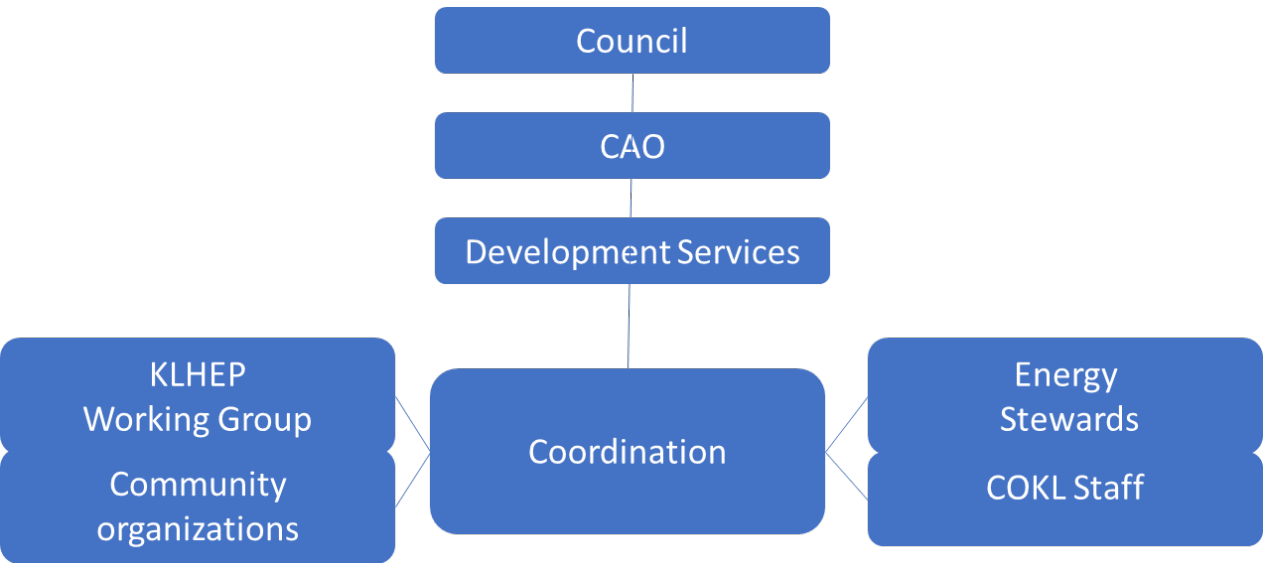 Council
CAO
Development Services
KLHEP
Working Group
Community
organizations
Coordination
Energy
Stewards
COKL Staff